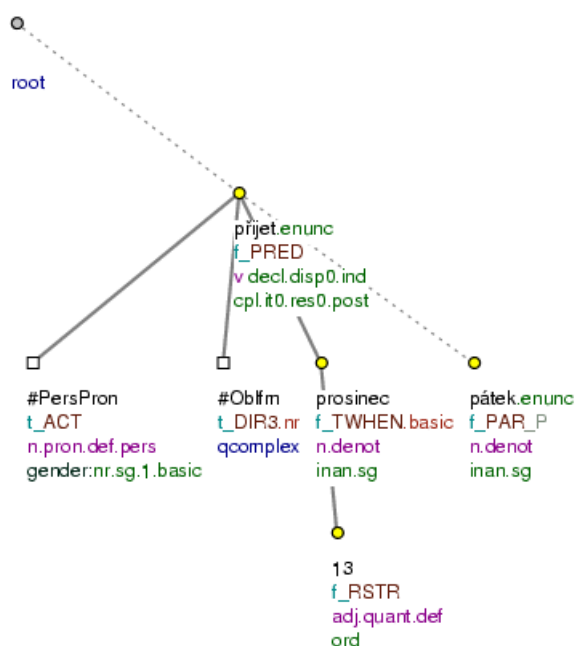 root
přijet.enunc
f_PRED
v decl.disp0.ind
cpl.it0.res0.post
#PersPron
t_ACT
n.pron.def.pers
gender:nr.sg.1.basic
#Oblfm
t_DIR3.nr
qcomplex
prosinec
f_TWHEN.basic
n.denot
inan.sg
pátek.enunc
f_PAR_P
n.denot
inan.sg
13
f_RSTR
adj.quant.def
ord